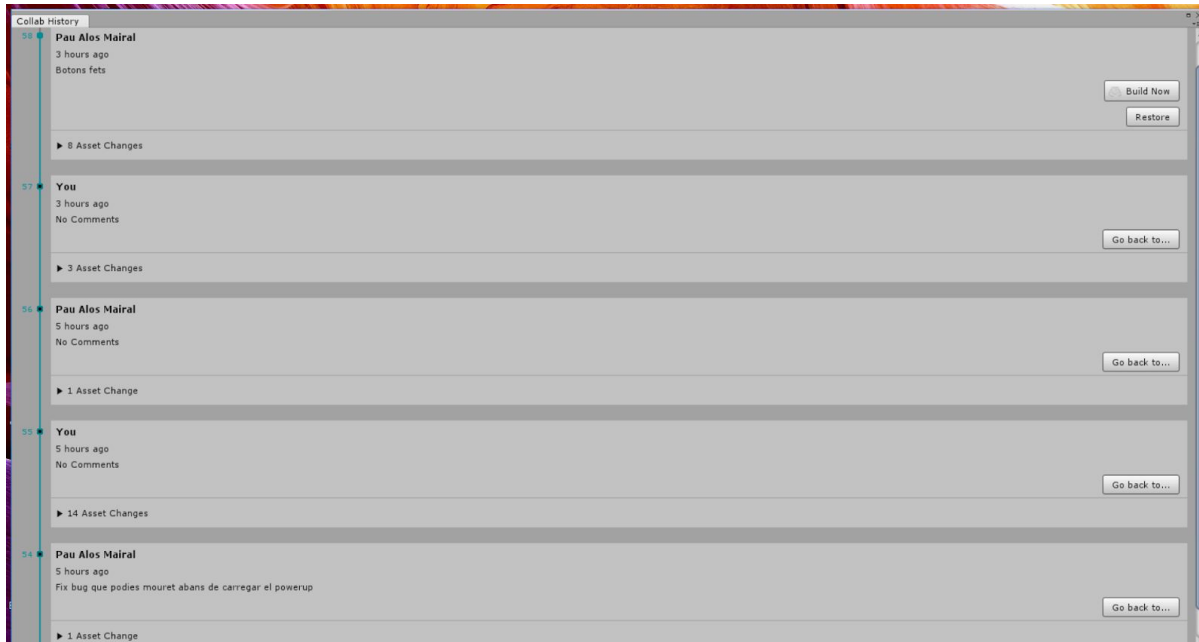 Collab History
58
Pau Alos Mairal
3 hours ago
Botons fets
Build Now
Restore
▶ 8 Asset Changes
57
You
3 hours ago
No Comments
Go back to...
▶ 3 Asset Changes
56
Pau Alos Mairal
5 hours ago
No Comments
Go back to...
▶ 1 Asset Change
55
You
5 hours ago
No Comments
Go back to...
▶ 14 Asset Changes
54
Pau Alos Mairal
5 hours ago
Fix bug que podies mouret abans de carregar el powerup
Go back to...
▶ 1 Asset Change